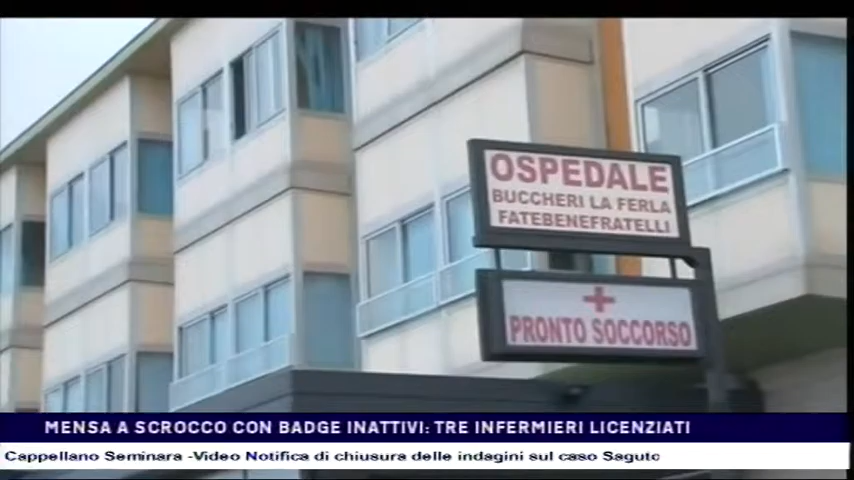 OSPEDALE
BUCCHERI LA FERLA
FATEBENEFRATELLI
PRONTO SOCCORSO
MENSA A SCROCCO CON BADGE INATTIVI: TRE INFERMIERI LICENZIATI
Cappellano Seminara -Video Notifica di chiusura delle indagini sul caso Saguto